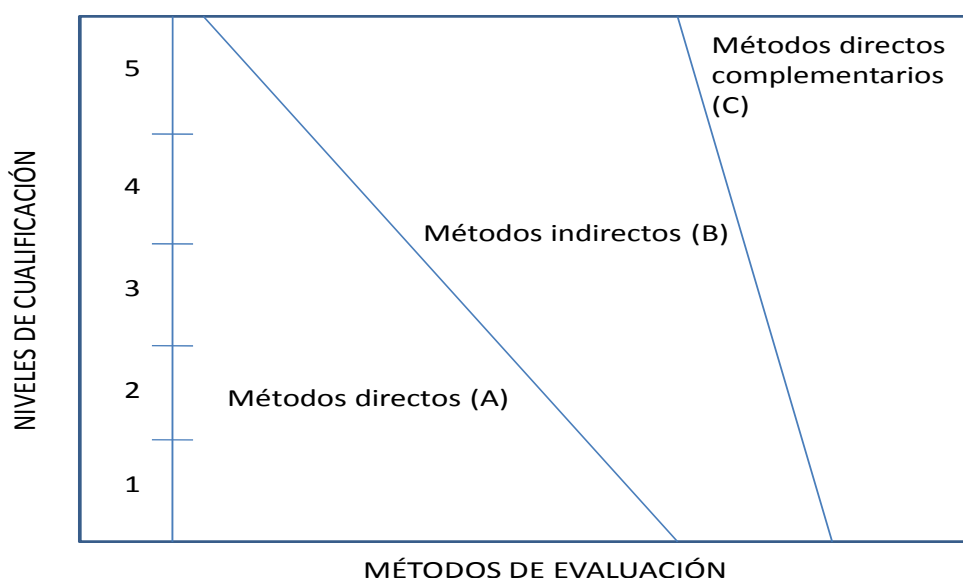 NIVELES DE CUALIFICACIÓN
5
4
3
2
1
Métodos directos
complementarios
(C)
Métodos indirectos (B)
Métodos directos (A)
MÉTODOS DE EVALUACIÓN